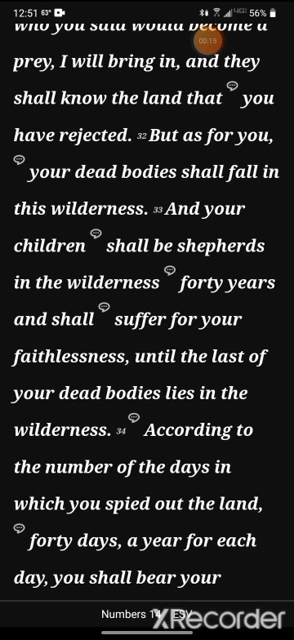 12:51 63° 56%
who you said would become a
00:15
prey, I will bring in, and they
shall know the land that you
have rejected. 32 But as for you,
your dead bodies shall fall in
this wilderness. 33 And your
children shall be shepherds
in the wilderness forty years
and shall suffer for your
faithlessness, until the last of
your dead bodies lies in the
wilderness. 34 According to
the number of the days in
which you spied out the land,
forty days, a year for each
day, you shall bear your
Numbers 14 ESV
XRecorder